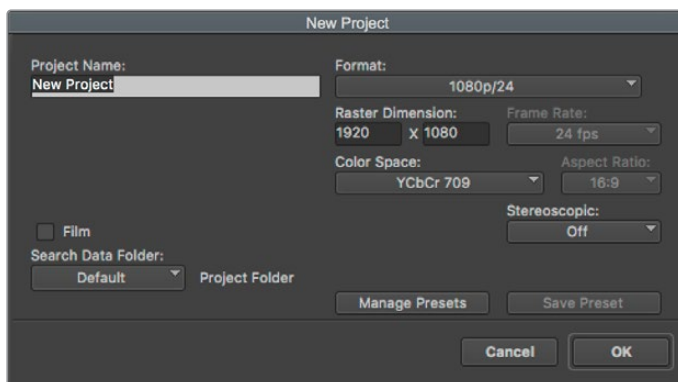 New Project
Project Name:
New Project
Format:
1080p/24
Raster Dimension:
Frame Rate:
1920 X 1080
24 fps
Color Space:
Aspect Ratio:
YCbCr 709
16:9
Stereoscopic:
Off
Film
Search Data Folder:
Default
Project Folder
Manage Presets
Save Preset
Cancel
OK